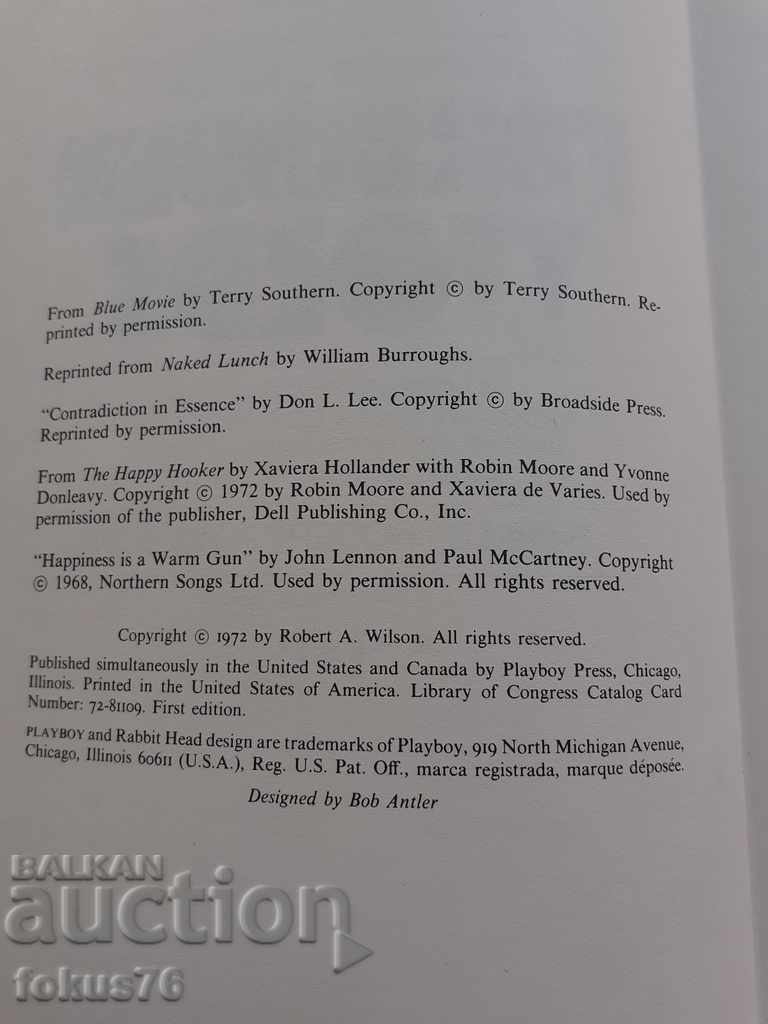 From Blue Movie by Terry Southern. Copyright © by Terry Southern. Re-
printed by permission.
Reprinted from Naked Lunch by William Burroughs.
"Contradiction in Essence" by Don L. Lee. Copyright © by Broadside Press.
Reprinted by permission.
From The Happy Hooker by Xaviera Hollander with Robin Moore and Yvonne
Donleavy. Copyright © 1972 by Robin Moore and Xaviera de Varies. Used by
permission of the publisher, Dell Publishing Co., Inc.
"Happiness is a Warm Gun" by John Lennon and Paul McCartney. Copyright
© 1968, Northern Songs Ltd. Used by permission. All rights reserved.
Copyright © 1972 by Robert A. Wilson. All rights reserved.
Published simultaneously in the United States and Canada by Playboy Press, Chicago,
Illinois. Printed in the United States of America. Library of Congress Catalog Card
Number: 72-81109. First edition.
PLAYBOY and Rabbit Head design are trademarks of Playboy, 919 North Michigan Avenue,
Chicago, Illinois 60611 (U.S.A.), Reg. U.S. Pat. Off., marca registrada, marque déposée.
Designed by Bob Antler
BALKAN
auction
fokus76